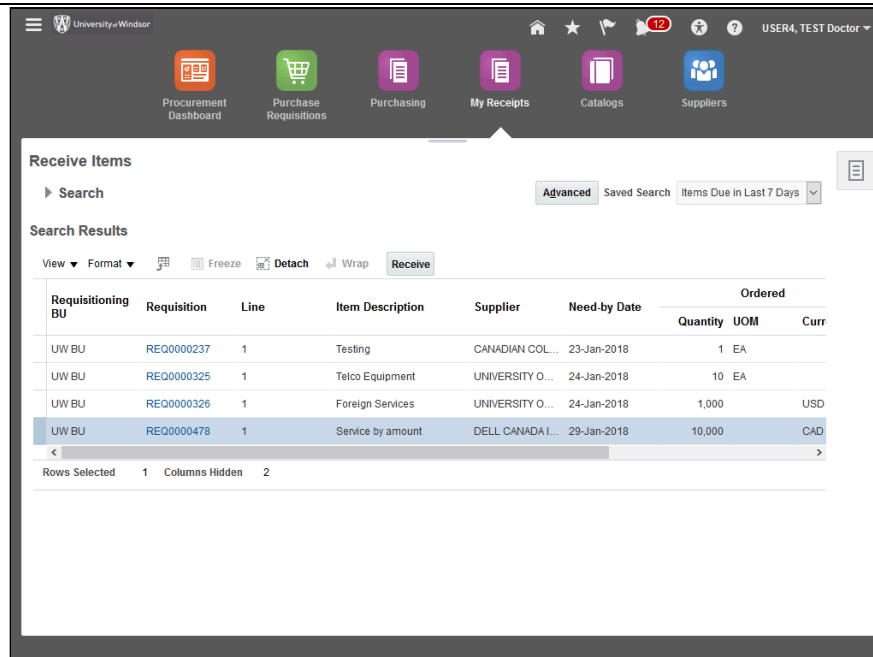 University of Windsor
12
USER4, TEST Doctor
Procurement Dashboard
Purchase Requisitions
Purchasing
My Receipts
Catalogs
Suppliers
Receive Items
Search
Advanced Saved Search Items Due in Last 7 Days
Search Results
View Format Freeze Detach Wrap Receive
Requisitioning BU Requisition Line Item Description Supplier Need-by Date Ordered
Quantity UOM Curr
UW BU REQ0000237 1 Testing CANADIAN COL... 23-Jan-2018 1 EA
UW BU REQ0000325 1 Telco Equipment UNIVERSITY O... 24-Jan-2018 10 EA
UW BU REQ0000326 1 Foreign Services UNIVERSITY O... 24-Jan-2018 1,000 USD
UW BU REQ0000478 1 Service by amount DELL CANADA I... 29-Jan-2018 10,000 CAD
Rows Selected 1 Columns Hidden 2